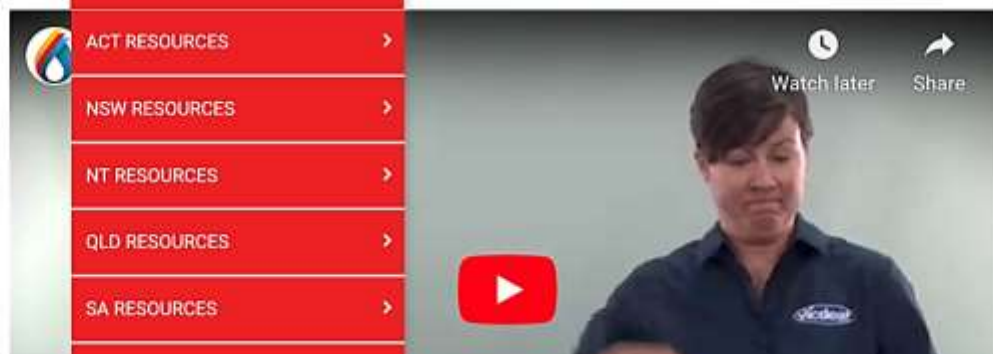 ACT RESOURCES
NSW RESOURCES
NT RESOURCES
QLD RESOURCES
SA RESOURCES
Watch later
Share
vicdeaf